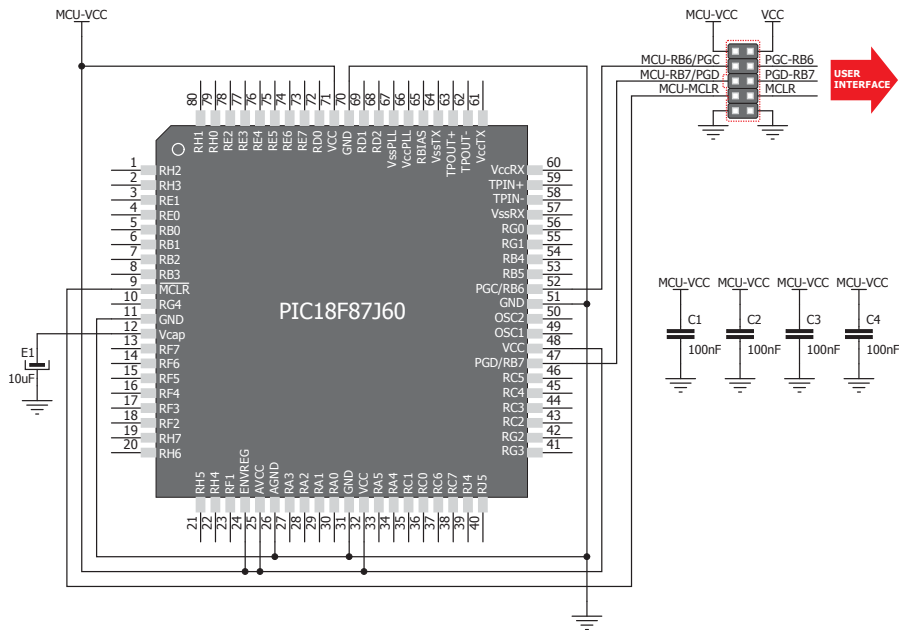 MCU-VCC
MCU-VCC VCC
MCU-RB6/PGC PGC-RB6
MCU-RB7/PGD PGD-RB7
MCU-MCLR MCLR
USER
INTERFACE
80 79 78 77 76 75 74 73 72 71 70 69 68 67 66 65 64 63 62 61
RH1 RH0 RE2 RE3 RE4 RE5 RE6 RE7 RD0 VCC GND RD1 RD2 VssPLL VccPLL RBIAS VssTX TPOUT+ TPOUT- VccTX
1 RH2
2 RH3
3 RE1
4 RE0
5 RB0
6 RB1
7 RB2
8 RB3
9 MCLR
10 RG4
11 GND
12 Vcap
13 RF7
14 RF6
15 RF5
16 RF4
17 RF3
18 RF2
19 RH7
20 RH6
PIC18F87J60
VccRX 60
TPIN+ 59
TPIN- 58
VssRX 57
RG0 56
RG1 55
RB4 54
RB5 53
PGC/RB6 52
GND 51
OSC2 50
OSC1 49
VCC 48
PGD/RB7 47
RC5 46
RC4 45
RC3 44
RC2 43
RG2 42
RG3 41
RH5 RH4 RF1 ENVREG AVCC AGND RA3 RA2 RA1 RA0 GND VCC RA5 RA4 RC1 RC0 RC6 RC7 RJ4 RJ5
21 22 23 24 25 26 27 28 29 30 31 32 33 34 35 36 37 38 39 40
E1
10uF
MCU-VCC MCU-VCC MCU-VCC MCU-VCC
C1 C2 C3 C4
100nF 100nF 100nF 100nF